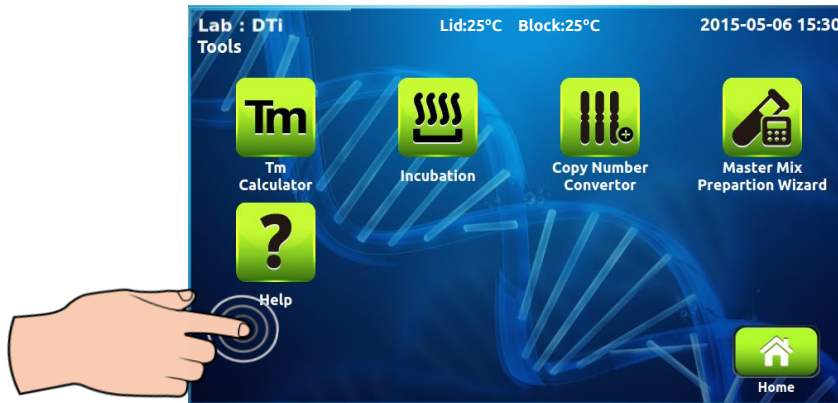 Lab : DTi
Lid:25°C Block:25°C
2015-05-06 15:30
Tools
Tm
Tm
Calculator
Incubation
Copy Number
Convertor
Master Mix
Prepartion Wizard
?
Help
Home